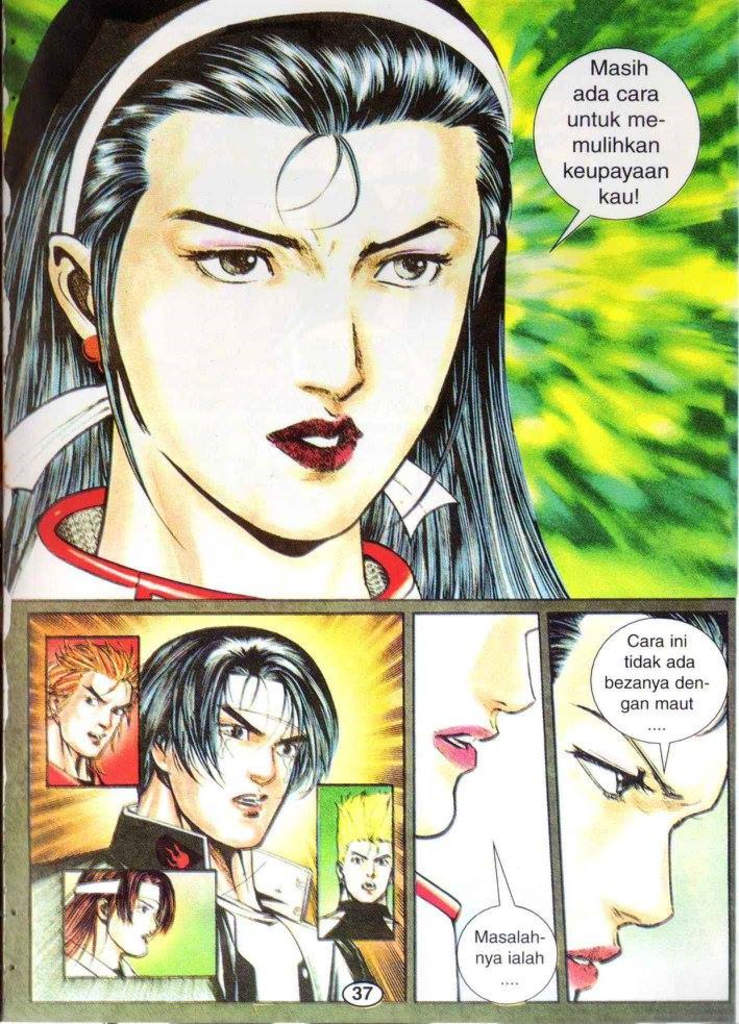 Masih
ada cara
untuk me-
mulihkan
keupayaan
kau!
Masalah-
nya ialah
....
Cara ini
tidak ada
bezanya den-
gan maut
....
37